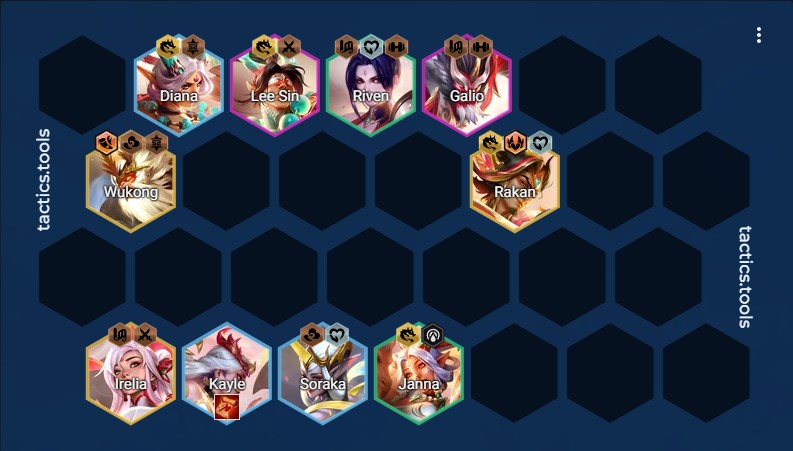 Diana
Lee Sin
Riven
Galio
tactics.tools
Wukong
Rakan
tactics.tools
Irelia
Kayle
Soraka
Janna